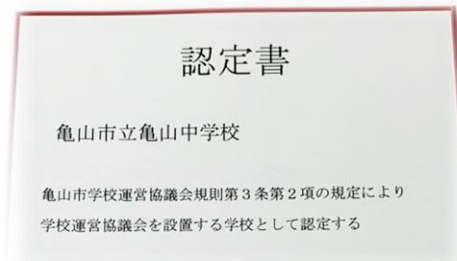 認定書
亀山市立亀山中学校
亀山市学校運営協議会規則第3条第2項の規定により
学校運営協議会を設置する学校として認定する